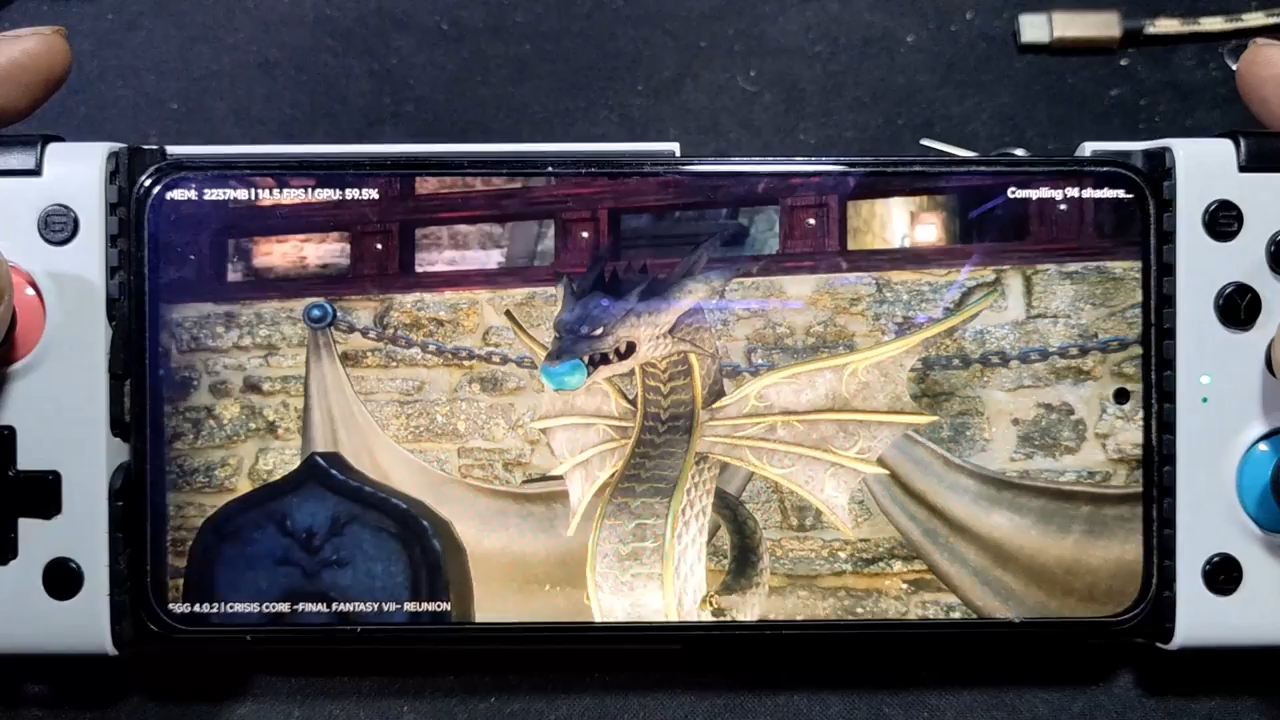 MEM: 2237MB | 14.5 FPS | GPU: 59.5%
Compiling 94 shaders...
Y
EGG 4.0.2 | CRISIS CORE -FINAL FANTASY VII- REUNION